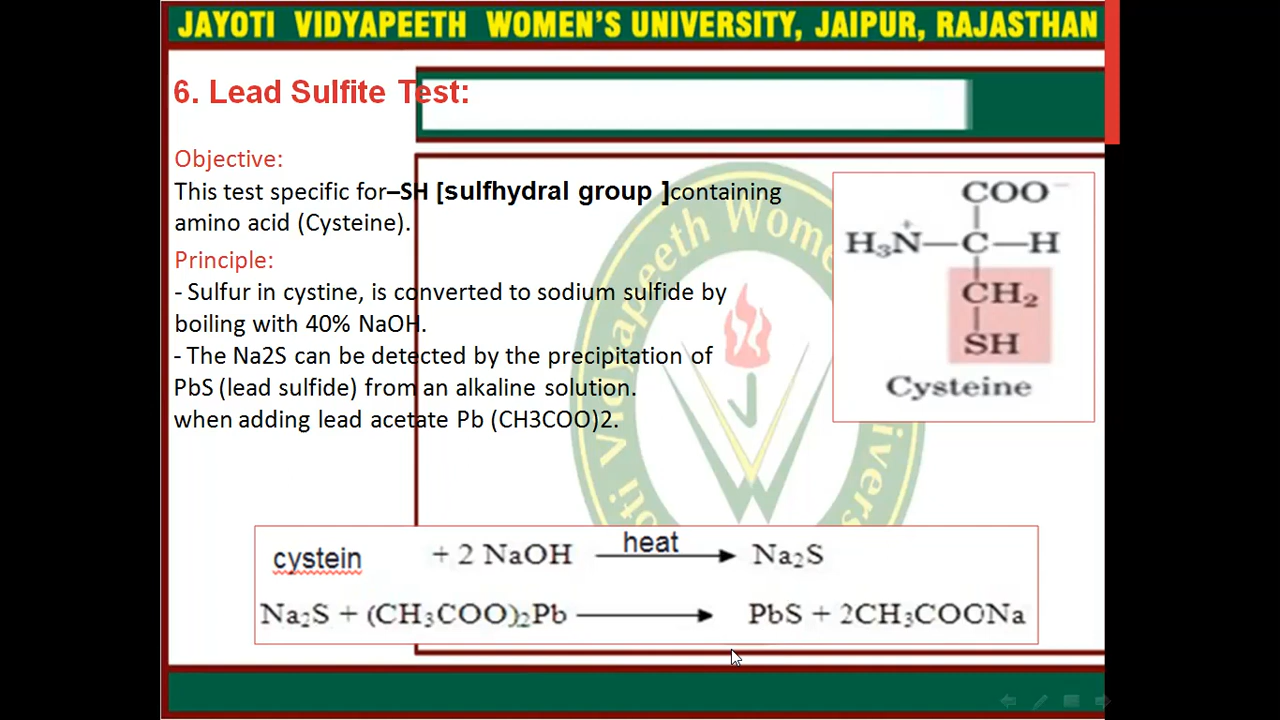 JAYOTI VIDYAPEETH WOMEN'S UNIVERSITY, JAIPUR, RAJASTHAN
6. Lead Sulfite Test:
Objective:
This test specific for–SH [sulfhydral group ]containing
amino acid (Cysteine).
Principle:
- Sulfur in cystine, is converted to sodium sulfide by
boiling with 40% NaOH.
- The Na2S can be detected by the precipitation of
PbS (lead sulfide) from an alkaline solution.
when adding lead acetate Pb (CH3COO)2.
COO⁻
H₃N⁺—C—H
CH₂
SH
Cysteine
cystein + 2 NaOH heat Na₂S
Na₂S + (CH₃COO)₂Pb PbS + 2CH₃COONa
Vidyapeeth Wome